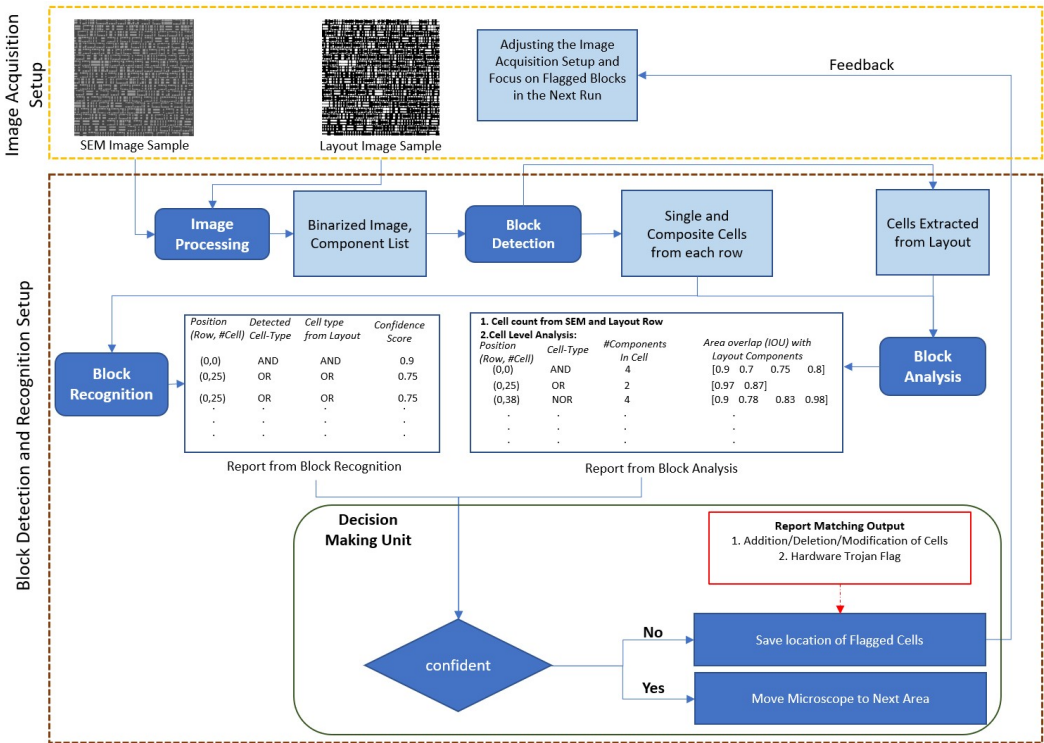 Image Acquisition
Setup
SEM Image Sample
Layout Image Sample
Adjusting the Image
Acquisition Setup and
Focus on Flagged Blocks
in the Next Run
Feedback
Block Detection and Recognition Setup
Image
Processing
Binarized Image,
Component List
Block
Detection
Single and
Composite Cells
from each row
Cells Extracted
from Layout
Block
Recognition
Position Detected Cell type Confidence
(Row, #Cell) Cell-Type from Layout Score
(0,0) AND AND 0.9
(0,25) OR OR 0.75
(0,25) OR OR 0.75
. . . .
. . . .
. . . .
Report from Block Recognition
1. Cell count from SEM and Layout Row
2.Cell Level Analysis:
Position Cell-Type #Components Area overlap (IOU) with
(Row, #Cell) In Cell Layout Components
(0,0) AND 4 [0.9 0.7 0.75 0.8]
(0,25) OR 2 [0.97 0.87]
(0,38) NOR 4 [0.9 0.78 0.83 0.98]
. . . .
. . . .
. . . .
Report from Block Analysis
Block
Analysis
Decision
Making Unit
Report Matching Output
1. Addition/Deletion/Modification of Cells
2. Hardware Trojan Flag
confident
No
Save location of Flagged Cells
Yes
Move Microscope to Next Area